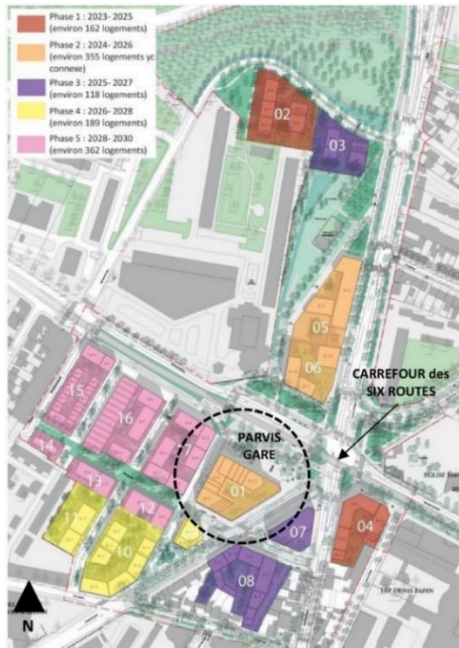 Phase 1 : 2023- 2025
(environ 162 logements)
Phase 2 : 2024- 2026
(environ 355 logements yc
connexe)
Phase 3 : 2025-2027
(environ 118 logements)
Phase 4 : 2026-2028
(environ 189 logements)
Phase 5 : 2028-2030
(environ 362 logements)
02
03
05
06
CARREFOUR des
SIX ROUTES
15
16
PARVIS
GARE
14
13
01
12
11
10
07
04
08
DENIS PAPIN
N